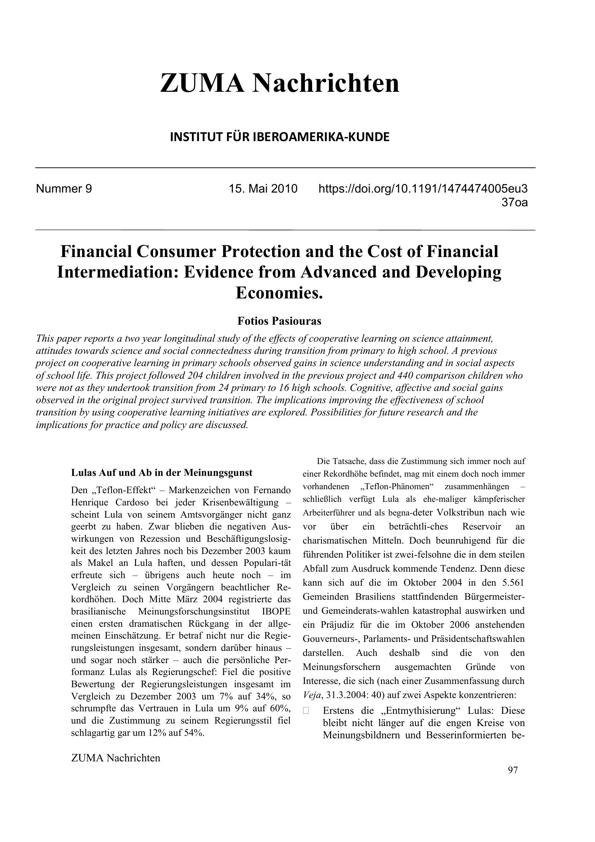 ZUMA Nachrichten
INSTITUT FÜR IBEROAMERIKA-KUNDE
Nummer 9 15. Mai 2010 https://doi.org/10.1191/1474474005eu3
37oa
Financial Consumer Protection and the Cost of Financial
Intermediation: Evidence from Advanced and Developing
Economies.
Fotios Pasiouras
This paper reports a two year longitudinal study of the effects of cooperative learning on science attainment,
attitudes towards science and social connectedness during transition from primary to high school. A previous
project on cooperative learning in primary schools observed gains in science understanding and in social aspects
of school life. This project followed 204 children involved in the previous project and 440 comparison children who
were not as they undertook transition from 24 primary to 16 high schools. Cognitive, affective and social gains
observed in the original project survived transition. The implications improving the effectiveness of school
transition by using cooperative learning initiatives are explored. Possibilities for future research and the
implications for practice and policy are discussed.
Lulas Auf und Ab in der Meinungsgunst
Den „Teflon-Effekt“ – Markenzeichen von Fernando
Henrique Cardoso bei jeder Krisenbewältigung –
scheint Lula von seinem Amtsvorgänger nicht ganz
geerbt zu haben. Zwar blieben die negativen Aus-
wirkungen von Rezession und Beschäftigungslosig-
keit des letzten Jahres noch bis Dezember 2003 kaum
als Makel an Lula haften, und dessen Populari-tät
erfreute sich – übrigens auch heute noch – im
Vergleich zu seinen Vorgängern beachtlicher Re-
kordhöhen. Doch Mitte März 2004 registrierte das
brasilianische Meinungsforschungsinstitut IBOPE
einen ersten dramatischen Rückgang in der allge-
meinen Einschätzung. Er betraf nicht nur die Regie-
rungsleistungen insgesamt, sondern darüber hinaus –
und sogar noch stärker – auch die persönliche Per-
formanz Lulas als Regierungschef: Fiel die positive
Bewertung der Regierungsleistungen insgesamt im
Vergleich zu Dezember 2003 um 7% auf 34%, so
schrumpfte das Vertrauen in Lula um 9% auf 60%,
und die Zustimmung zu seinem Regierungsstil fiel
schlagartig gar um 12% auf 54%.
Die Tatsache, dass die Zustimmung sich immer noch auf
einer Rekordhöhe befindet, mag mit einem doch noch immer
vorhandenen „Teflon-Phänomen“ zusammenhängen –
schließlich verfügt Lula als ehe-maliger kämpferischer
Arbeiterführer und als begna-deter Volkstribun nach wie
vor über ein beträchtli-ches Reservoir an
charismatischen Mitteln. Doch beunruhigend für die
führenden Politiker ist zwei-felsohne die in dem steilen
Abfall zum Ausdruck kommende Tendenz. Denn diese
kann sich auf die im Oktober 2004 in den 5.561
Gemeinden Brasiliens stattfindenden Bürgermeister-
und Gemeinderats-wahlen katastrophal auswirken und
ein Präjudiz für die im Oktober 2006 anstehenden
Gouverneurs-, Parlaments- und Präsidentschaftswahlen
darstellen. Auch deshalb sind die von den
Meinungsforschern ausgemachten Gründe von
Interesse, die sich (nach einer Zusammenfassung durch
Veja, 31.3.2004: 40) auf zwei Aspekte konzentrieren:
Erstens die „Entmythisierung“ Lulas: Diese
bleibt nicht länger auf die engen Kreise von
Meinungsbildnern und Besserinformierten be-
ZUMA Nachrichten
97